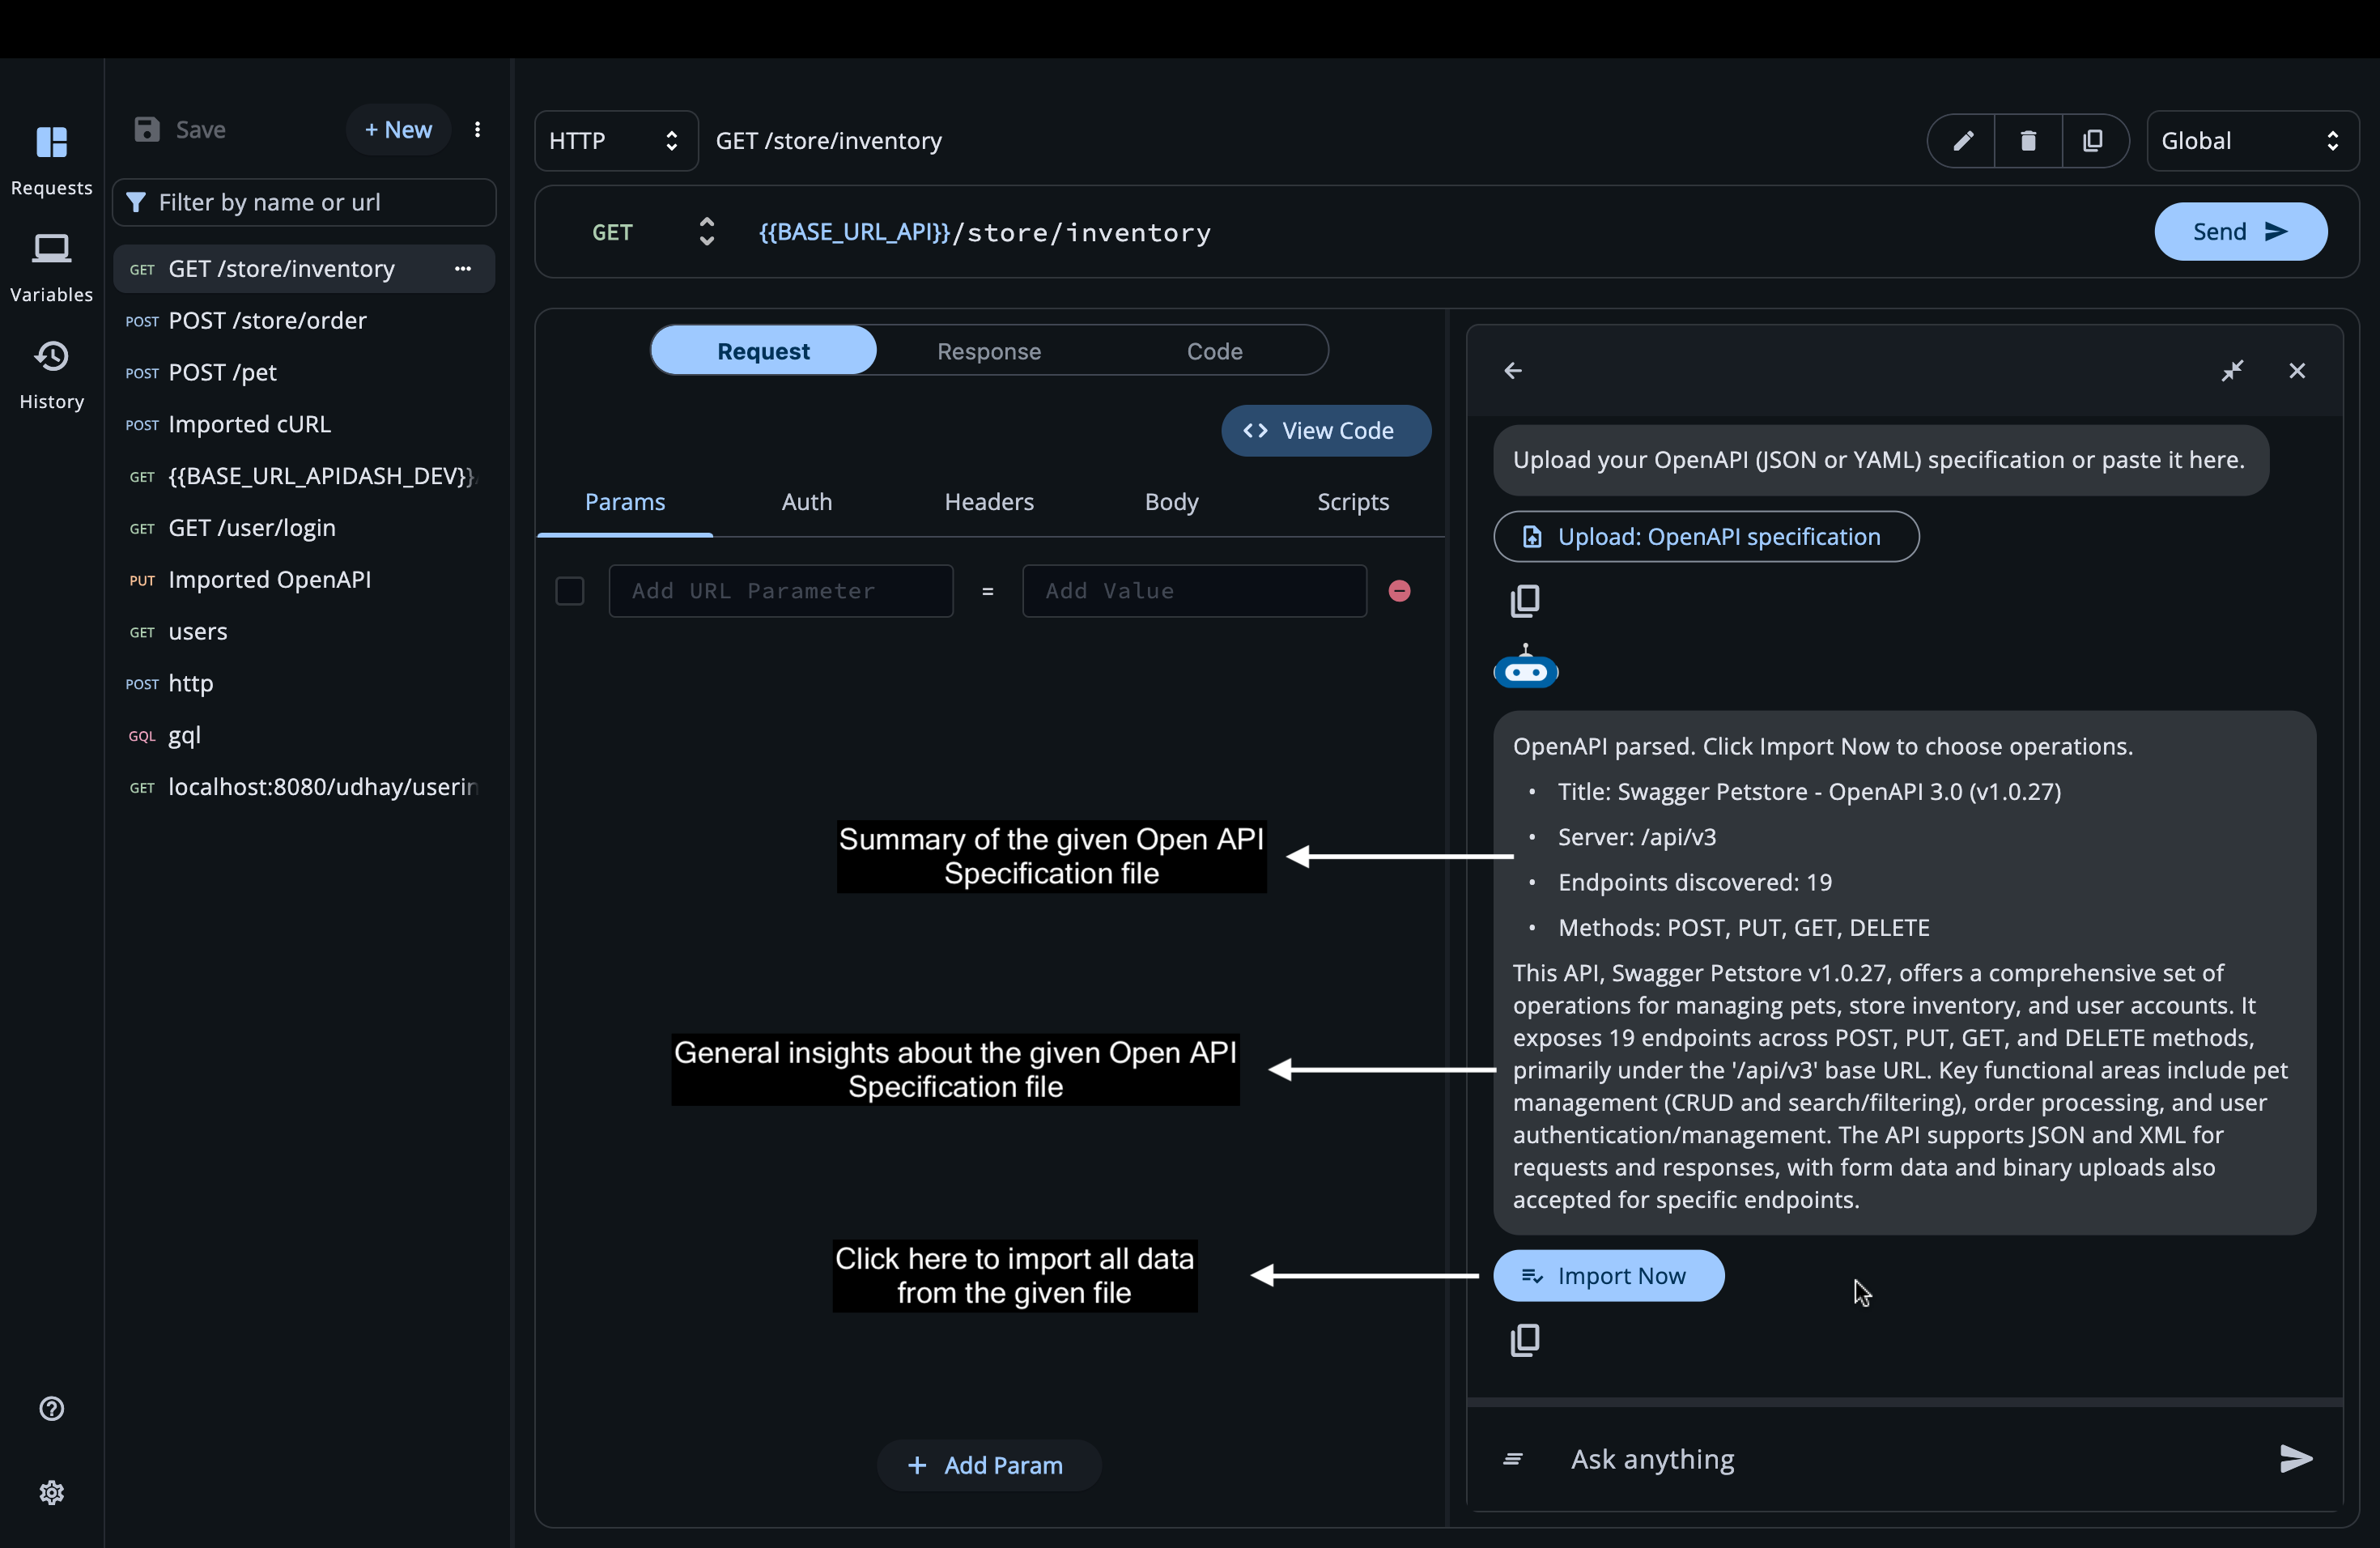 Requests
Variables
History
Save
+ New
Filter by name or url
GET GET /store/inventory
POST POST /store/order
POST POST /pet
POST Imported cURL
GET {{BASE_URL_APIDASH_DEV}}
GET GET /user/login
PUT Imported OpenAPI
GET users
POST http
GQL gql
GET localhost:8080/udhay/userin
HTTP
GET /store/inventory
Global
GET
{{BASE_URL_API}}/store/inventory
Send
Request
Response
Code
View Code
Params
Auth
Headers
Body
Scripts
Add URL Parameter
=
Add Value
Summary of the given Open API
Specification file
General insights about the given Open API
Specification file
Click here to import all data
from the given file
+ Add Param
Upload your OpenAPI (JSON or YAML) specification or paste it here.
Upload: OpenAPI specification
OpenAPI parsed. Click Import Now to choose operations.
• Title: Swagger Petstore - OpenAPI 3.0 (v1.0.27)
• Server: /api/v3
• Endpoints discovered: 19
• Methods: POST, PUT, GET, DELETE
This API, Swagger Petstore v1.0.27, offers a comprehensive set of
operations for managing pets, store inventory, and user accounts. It
exposes 19 endpoints across POST, PUT, GET, and DELETE methods,
primarily under the '/api/v3' base URL. Key functional areas include pet
management (CRUD and search/filtering), order processing, and user
authentication/management. The API supports JSON and XML for
requests and responses, with form data and binary uploads also
accepted for specific endpoints.
Import Now
Ask anything